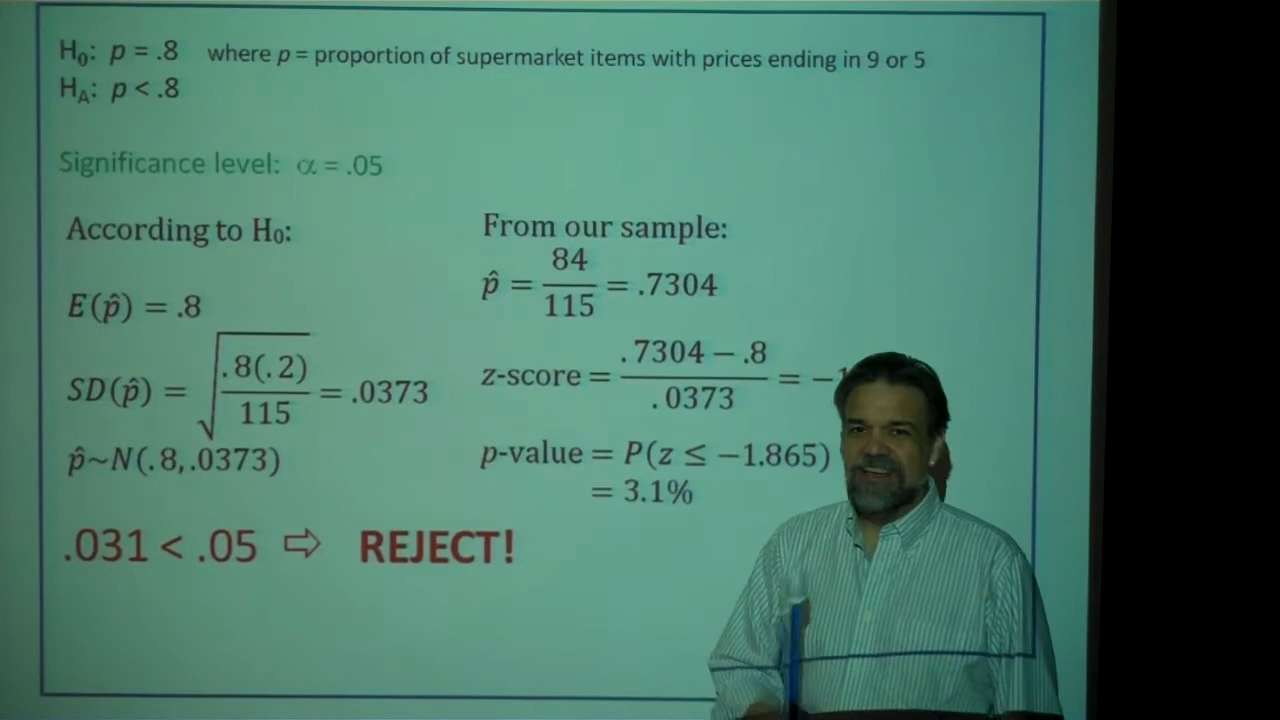 H₀: p = .8 where p = proportion of supermarket items with prices ending in 9 or 5
H_A: p < .8
Significance level: α = .05
According to H₀:
E(p̂) = .8
SD(p̂) = √(.8(.2)/115) = .0373
p̂~N(.8,.0373)
From our sample:
p̂ = 84/115 = .7304
z-score = (.7304 − .8)/.0373 = −1
p-value = P(z ≤ −1.865)
= 3.1%
.031 < .05 ⇨ REJECT!